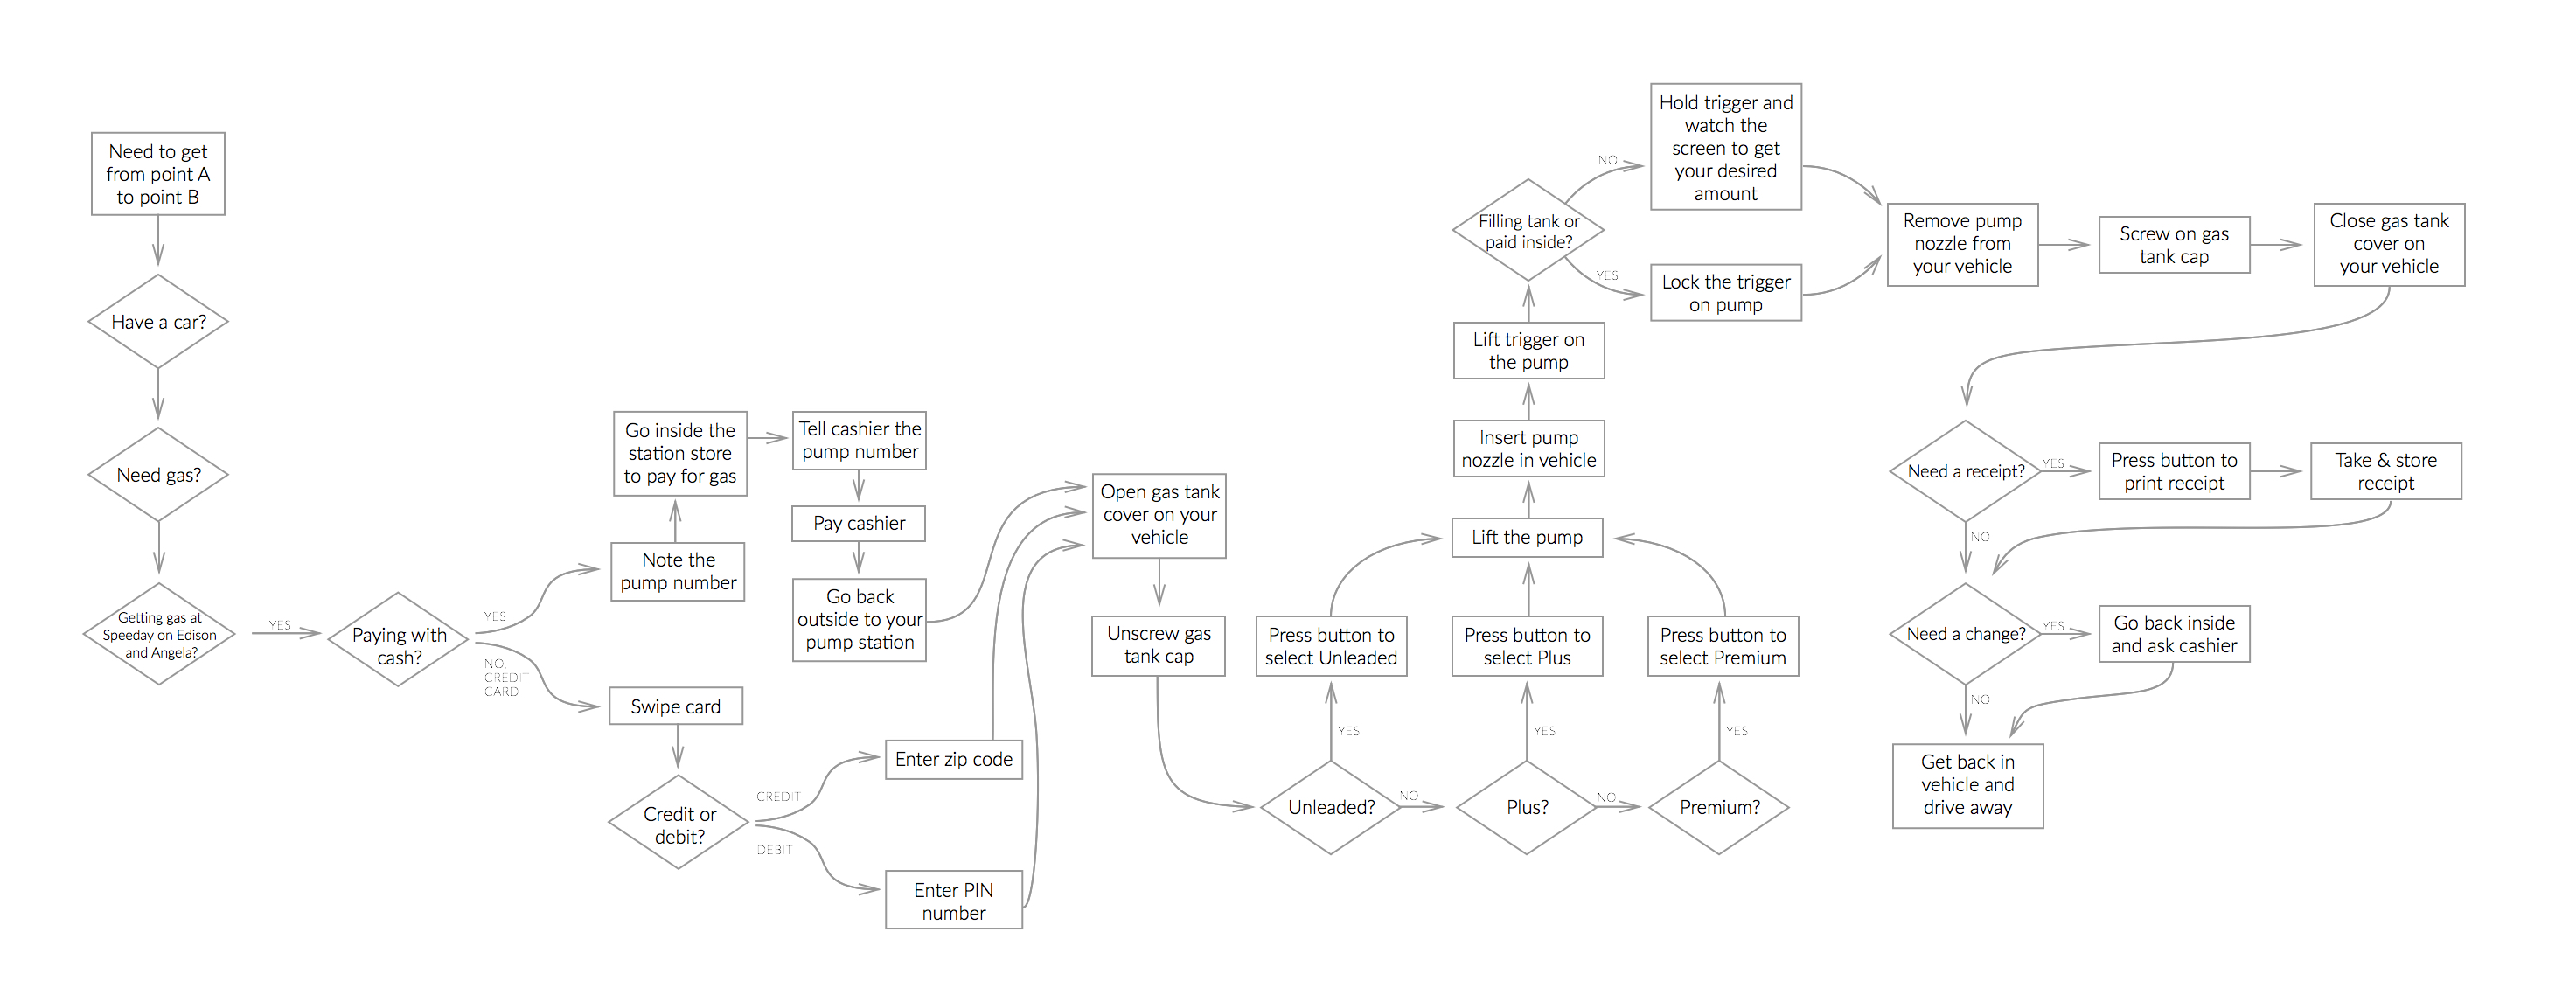 Need to get
from point A
to point B
Have a car?
Need gas?
Getting gas at
Speeday on Edison
and Angela?
YES
Paying with
cash?
YES
NO,
CREDIT
CARD
Note the
pump number
Go inside the
station store
to pay for gas
Tell cashier the
pump number
Pay cashier
Go back
outside to your
pump station
Swipe card
Credit or
debit?
CREDIT
DEBIT
Enter zip code
Enter PIN
number
Open gas tank
cover on your
vehicle
Unscrew gas
tank cap
Unleaded?
NO
Plus?
NO
Premium?
YES
YES
YES
Press button to
select Unleaded
Press button to
select Plus
Press button to
select Premium
Lift the pump
Insert pump
nozzle in vehicle
Lift trigger on
the pump
Filling tank or
paid inside?
NO
YES
Hold trigger and
watch the
screen to get
your desired
amount
Lock the trigger
on pump
Remove pump
nozzle from
your vehicle
Screw on gas
tank cap
Close gas tank
cover on
your vehicle
Need a receipt?
YES
Press button to
print receipt
Take & store
receipt
NO
Need a change?
YES
Go back inside
and ask cashier
NO
Get back in
vehicle and
drive away